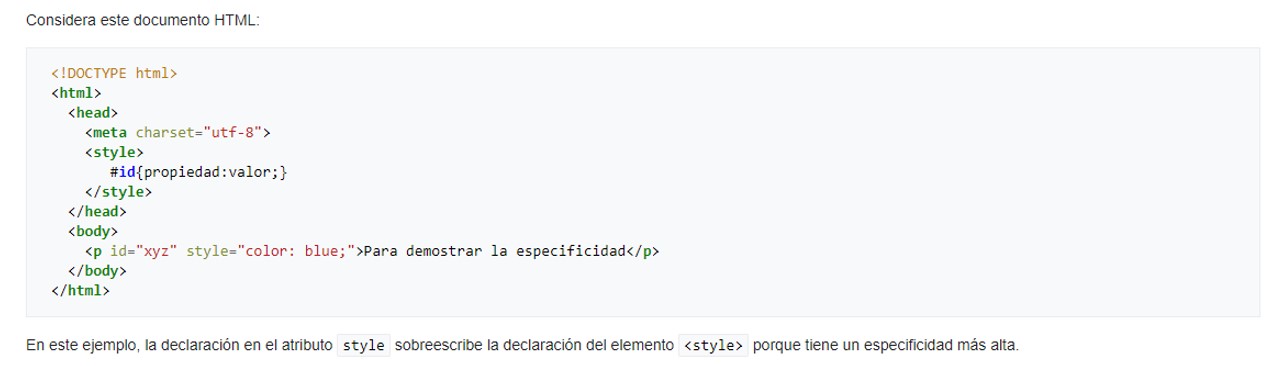 Considera este documento HTML:
<!DOCTYPE html>
<html>
  <head>
    <meta charset="utf-8">
    <style>
       #id{propiedad:valor;}
    </style>
  </head>
  <body>
    <p id="xyz" style="color: blue;">Para demostrar la especificidad</p>
  </body>
</html>
En este ejemplo, la declaración en el atributo style sobreescribe la declaración del elemento <style> porque tiene un especificidad más alta.